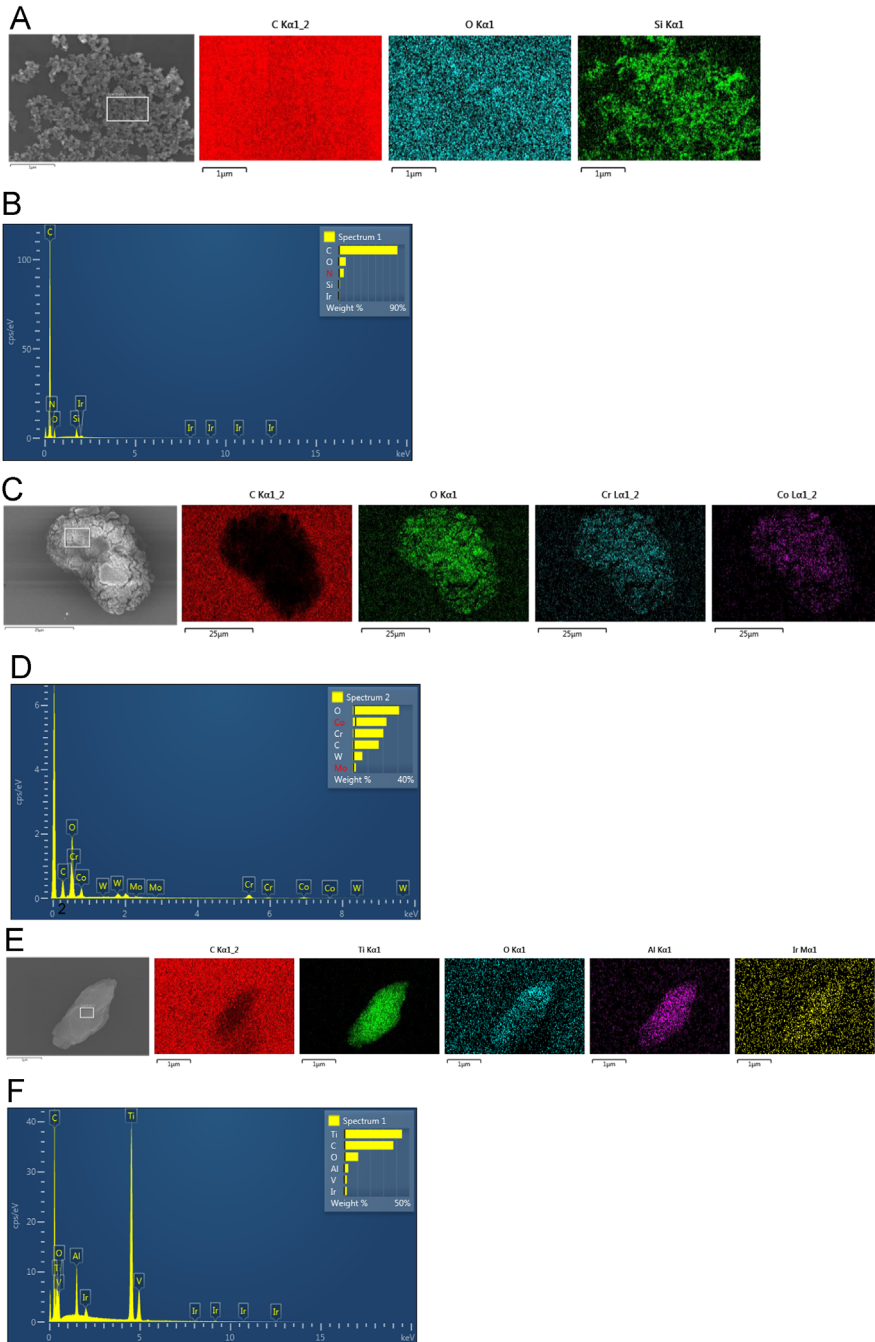 A
C Kα1_2 O Kα1 Si Kα1
1μm 1μm 1μm 1μm
B
C
Spectrum 1
C
O
N
Si
Ir
Weight % 90%
100
50
0
cps/eV
N Ir
Si
Ir Ir Ir Ir
0 5 10 15 keV
C
C Kα1_2 O Kα1 Cr Lα1_2 Co Lα1_2
25μm 25μm 25μm 25μm 25μm
D
Spectrum 2
O
Co
Cr
C
W
Mo
Weight % 40%
6
4
2
0
cps/eV
O
Cr
C Co W W Mo Mo Cr Cr Co Co W W
0 2 4 6 8 keV
2
E
C Kα1_2 Ti Kα1 O Kα1 Al Kα1 Ir Mα1
1μm 1μm 1μm 1μm 1μm
F
C Ti
Spectrum 1
Ti
C
O
Al
V
Ir
Weight % 50%
40
30
20
10
0
cps/eV
O Al
V Ir V
Ir Ir Ir Ir
0 5 10 15 keV